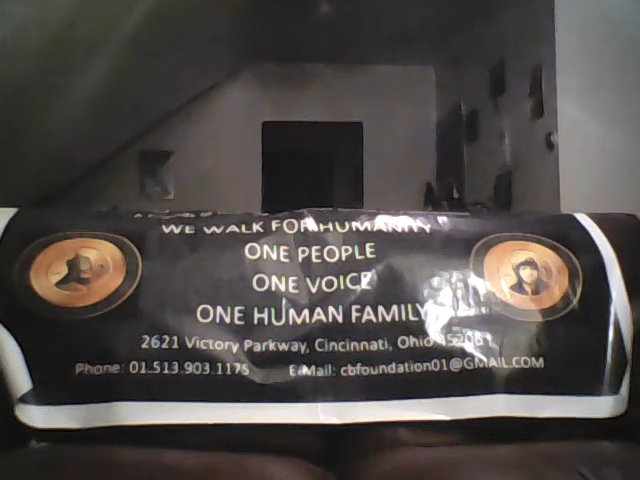 WE WALK FOR HUMANITY
ONE PEOPLE
ONE VOICE
ONE HUMAN FAMILY
2621 Victory Parkway, Cincinnati, Ohio
Phone: 01.513.903.1175 E-Mail: cbfoundation01@GMAIL.COM